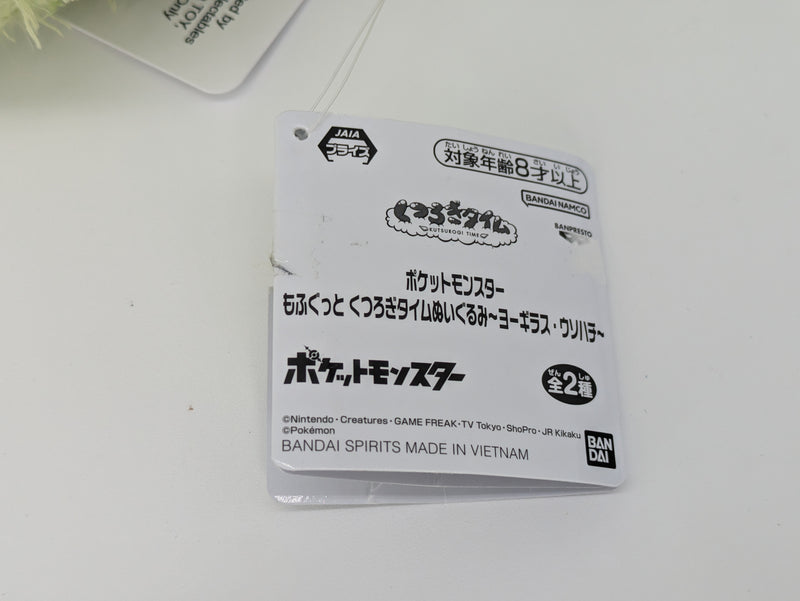 ed by
ectables
TOY,
Only
JAIA
プライズ
たいしょうねんれい さいいじょう
対象年齢8才以上
BANDAI NAMCO
くつろぎタイム
KUTSUROGI TIME
BANPRESTO
ポケットモンスター
もふぐっと くつろぎタイムぬいぐるみ~ヨーギラス・ウソハチ~
ポケットモンスター
ぜん しゅ
全2種
©Nintendo・Creatures・GAME FREAK・TV Tokyo・ShoPro・JR Kikaku
©Pokémon
BANDAI SPIRITS MADE IN VIETNAM
BAN
DAI